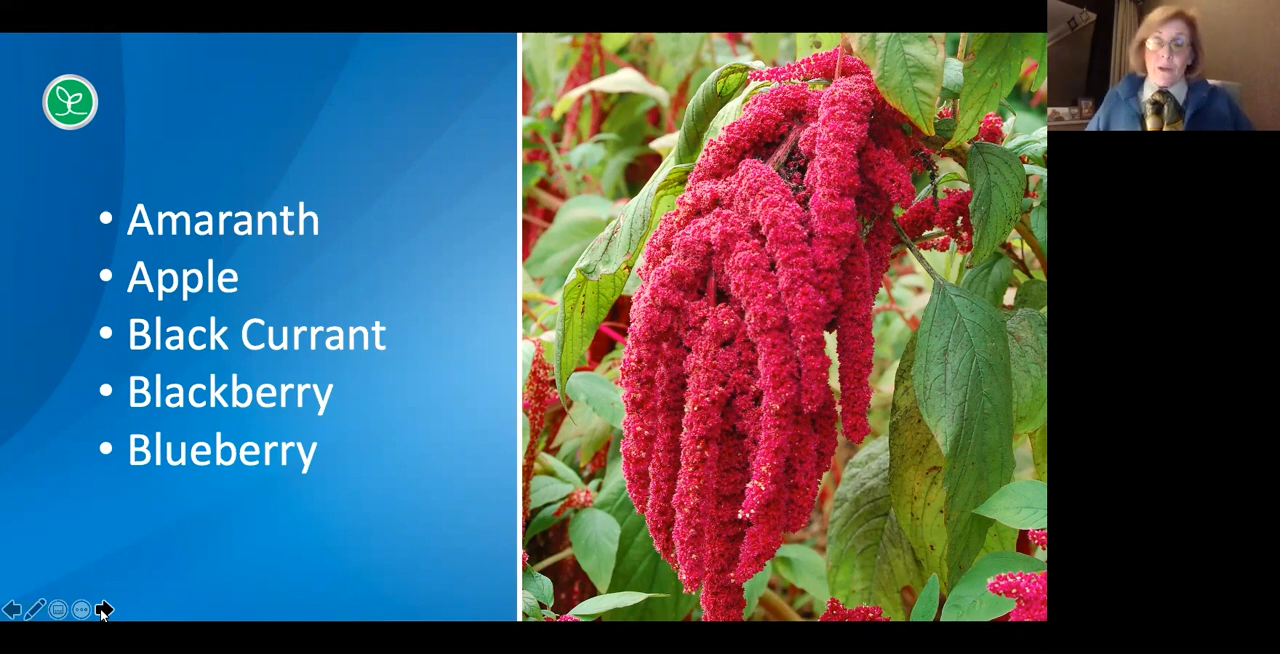 • Amaranth
• Apple
• Black Currant
• Blackberry
• Blueberry